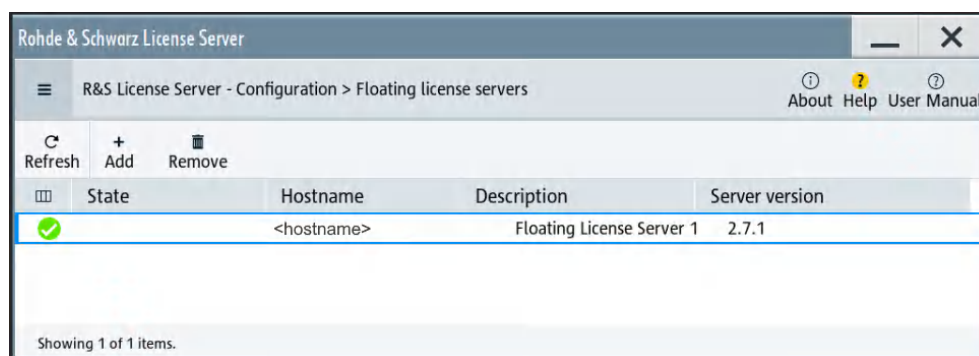 Rohde & Schwarz License Server
R&S License Server - Configuration > Floating license servers
About Help User Manual
Refresh Add Remove
State Hostname Description Server version
<hostname> Floating License Server 1 2.7.1
Showing 1 of 1 items.